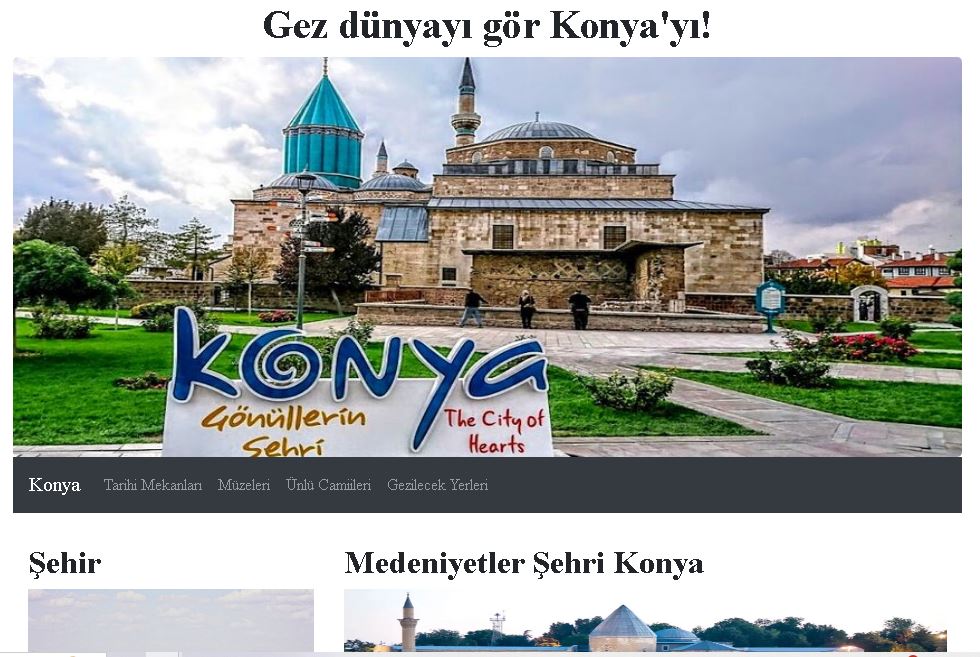 Gez dünyayı gör Konya'yı!
Konya
Gönüllerin
Şehri
The City of
Hearts
Konya Tarihi Mekanları Müzeleri Ünlü Camiileri Gezilecek Yerleri
Şehir
Medeniyetler Şehri Konya